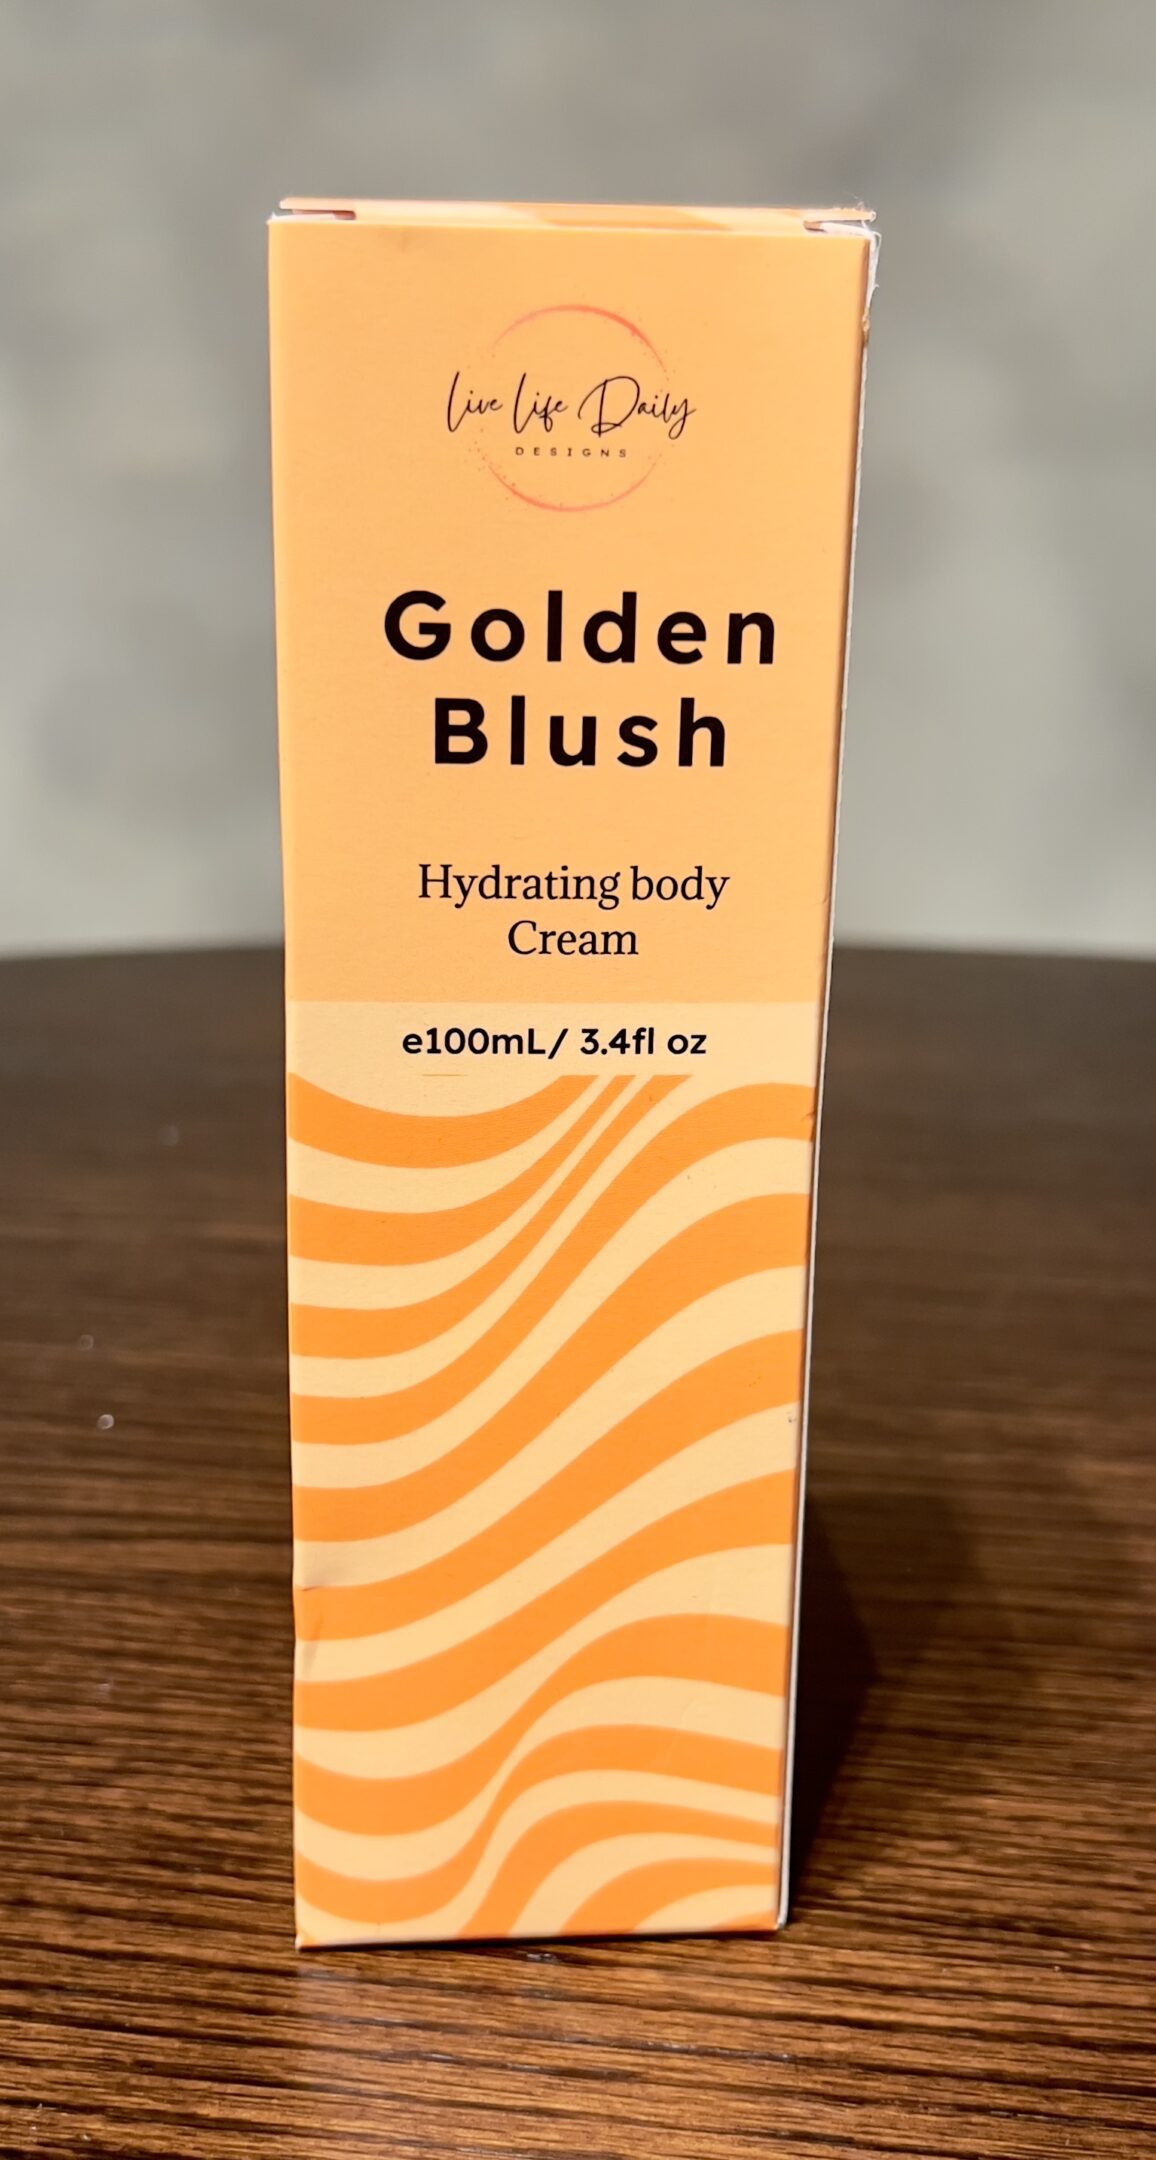 Live Life Daily
DESIGNS
Golden
Blush
Hydrating body
Cream
e100mL/ 3.4fl oz